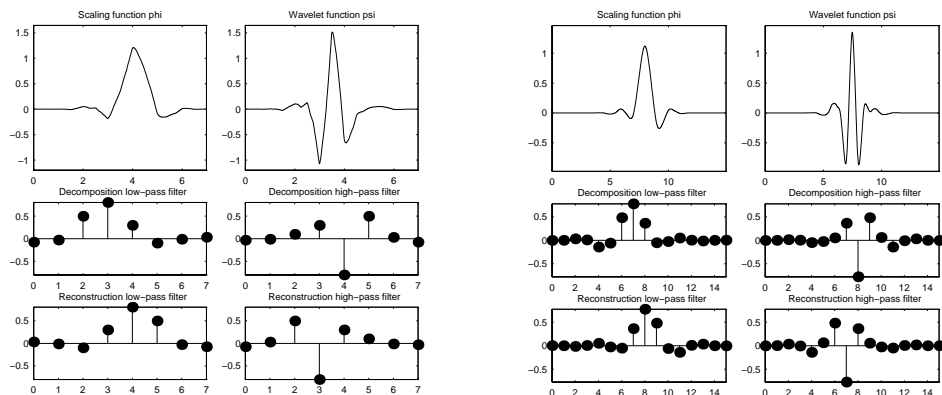 Scaling function phi
Wavelet function psi
1.5
1
0.5
0
−0.5
−1
0 2 4 6
1.5
1
0.5
0
−0.5
−1
0 2 4 6
Decomposition low−pass filter
Decomposition high−pass filter
0.5
0
−0.5
0 1 2 3 4 5 6 7
0.5
0
−0.5
0 1 2 3 4 5 6 7
Reconstruction low−pass filter
Reconstruction high−pass filter
0.5
0
−0.5
0 1 2 3 4 5 6 7
0.5
0
−0.5
0 1 2 3 4 5 6 7
Scaling function phi
Wavelet function psi
1
0.5
0
−0.5
0 5 10 15
1
0.5
0
−0.5
0 5 10 15
Decomposition low−pass filter
Decomposition high−pass filter
0.5
0
−0.5
0 2 4 6 8 10 12 14
0.5
0
−0.5
0 2 4 6 8 10 12 14
Reconstruction low−pass filter
Reconstruction high−pass filter
0.5
0
−0.5
0 2 4 6 8 10 12 14
0.5
0
−0.5
0 2 4 6 8 10 12 14